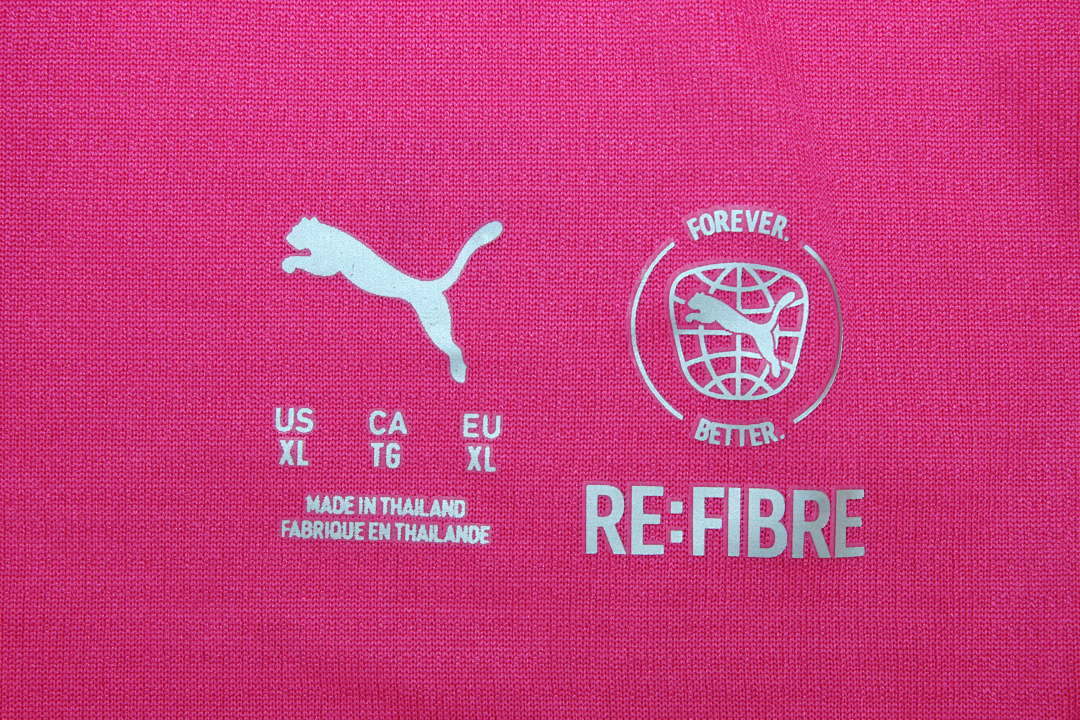 US CA EU
XL TG XL
MADE IN THAILAND
FABRIQUE EN THAILANDE
FOREVER.
BETTER.
RE:FIBRE